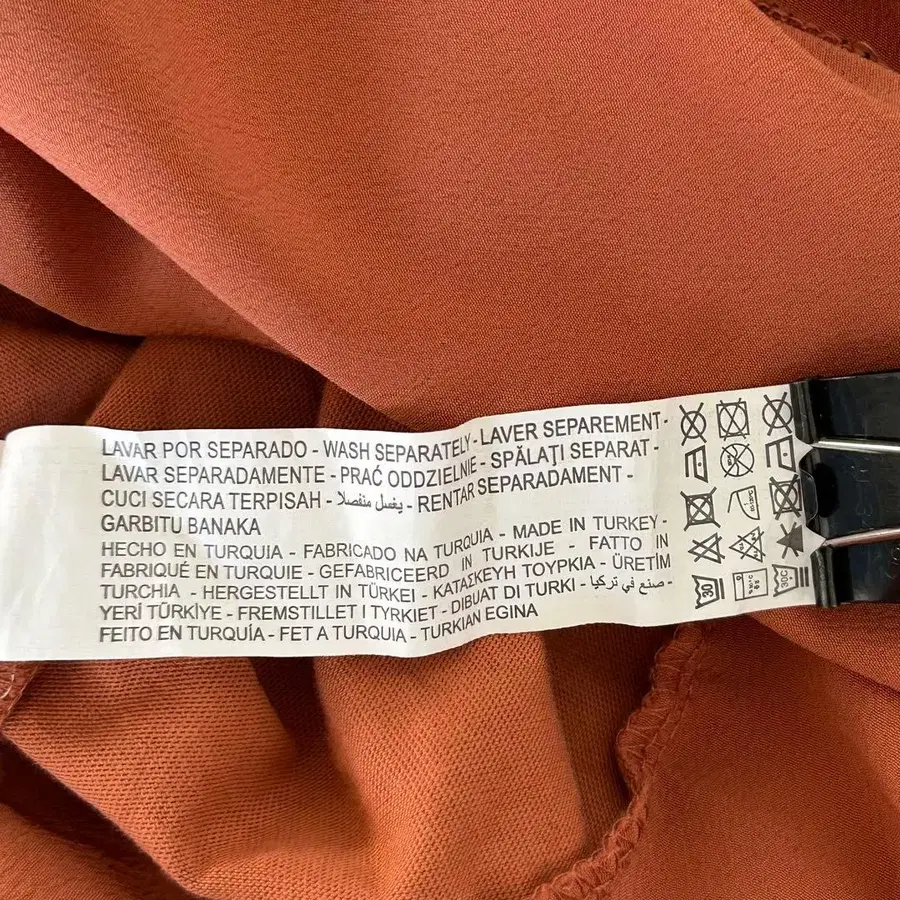 LAVAR POR SEPARADO - WASH SEPARATELY - LAVER SEPAREMENT -
LAVAR SEPARADAMENTE - PRAĆ ODDZIELNIE - SPĂLAŢI SEPARAT -
CUCI SECARA TERPISAH - يغسل منفصلا - RENTAR SEPARADAMENT -
GARBITU BANAKA
HECHO EN TURQUIA - FABRICADO NA TURQUIA - MADE IN TURKEY -
FABRIQUÉ EN TURQUIE - GEFABRICEERD IN TURKIJE - FATTO IN
TURCHIA - HERGESTELLT IN TÜRKEI - ΚΑΤΑΣΚΕΥΗ ΤΟΥΡΚΙΑ - ÜRETİM
YERİ TÜRKİYE - FREMSTILLET I TYRKIET - DIBUAT DI TURKI - صنع في تركيا -
FEITO EN TURQUÍA - FET A TURQUIA - TURKIAN EGINA
30
30C